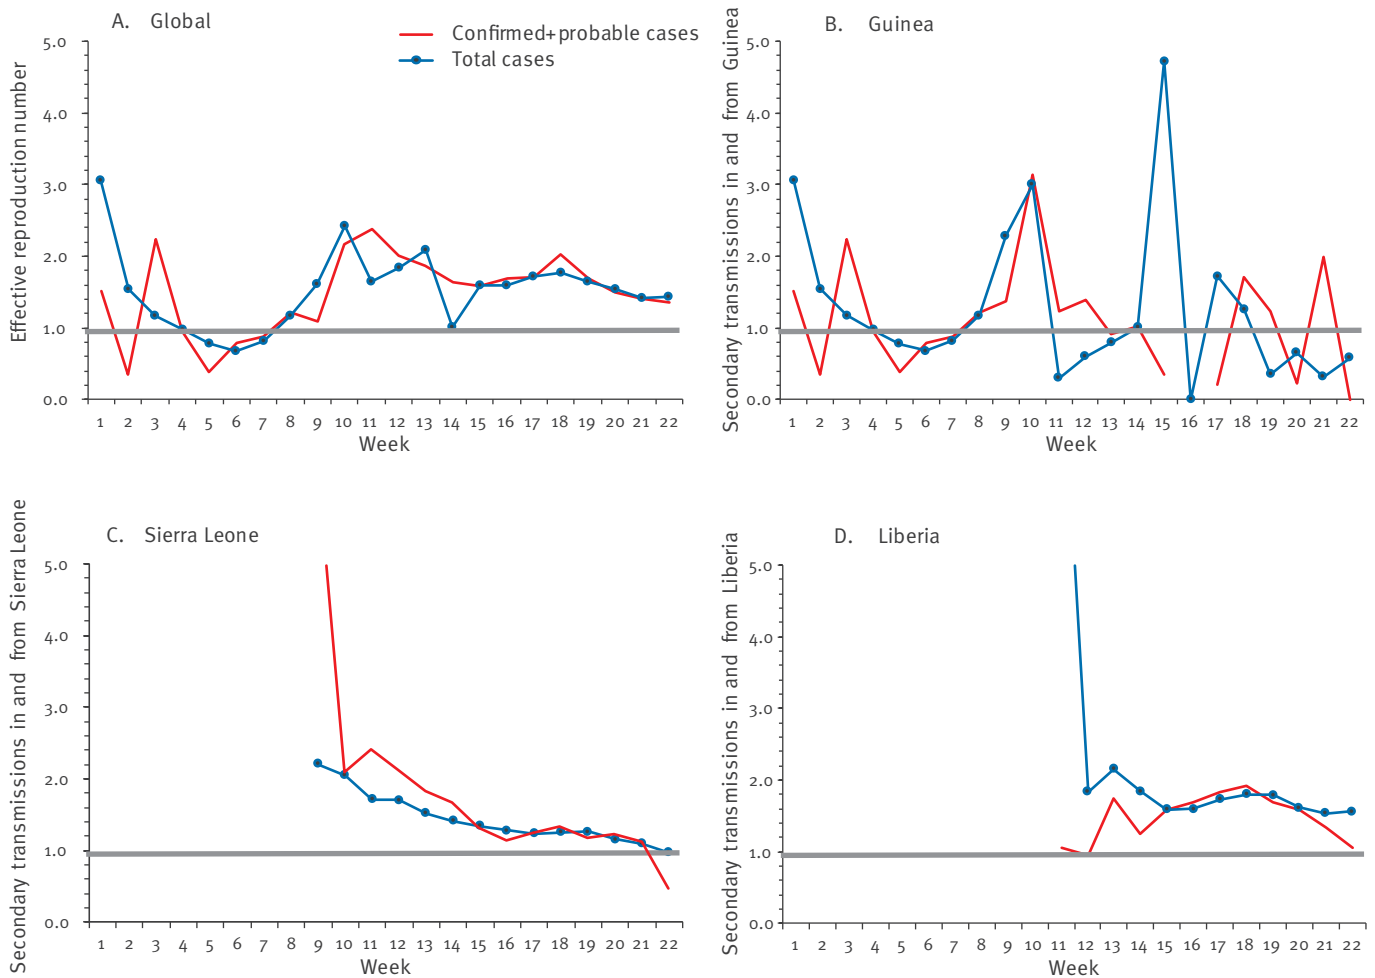 A. Global
Confirmed+probable cases
Total cases
Effective reproduction number
5.0
4.0
3.0
2.0
1.0
0.0
1 2 3 4 5 6 7 8 9 10 11 12 13 14 15 16 17 18 19 20 21 22
Week
B. Guinea
Secondary transmissions in and from Guinea
5.0
4.0
3.0
2.0
1.0
0.0
1 2 3 4 5 6 7 8 9 10 11 12 13 14 15 16 17 18 19 20 21 22
Week
C. Sierra Leone
Secondary transmissions in and from Sierra Leone
5.0
4.0
3.0
2.0
1.0
0.0
1 2 3 4 5 6 7 8 9 10 11 12 13 14 15 16 17 18 19 20 21 22
Week
D. Liberia
Secondary transmissions in and from Liberia
5.0
4.0
3.0
2.0
1.0
0.0
1 2 3 4 5 6 7 8 9 10 11 12 13 14 15 16 17 18 19 20 21 22
Week